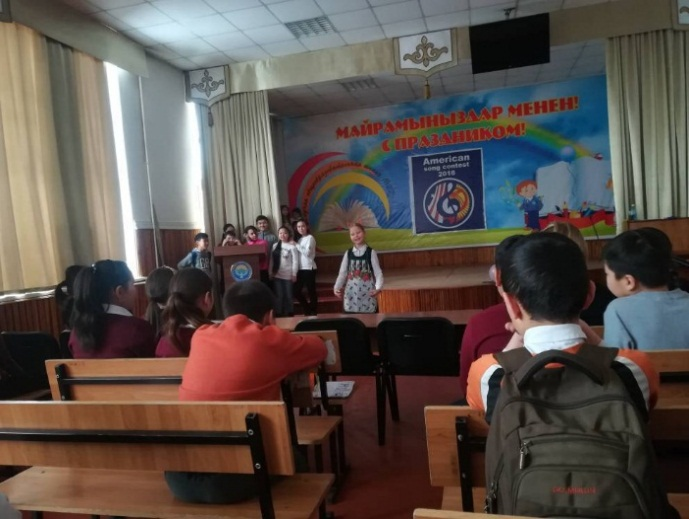 МАЙРАМЫҢЫЗДАР МЕНЕН!
С ПРАЗДНИКОМ!
American
song contest
2018